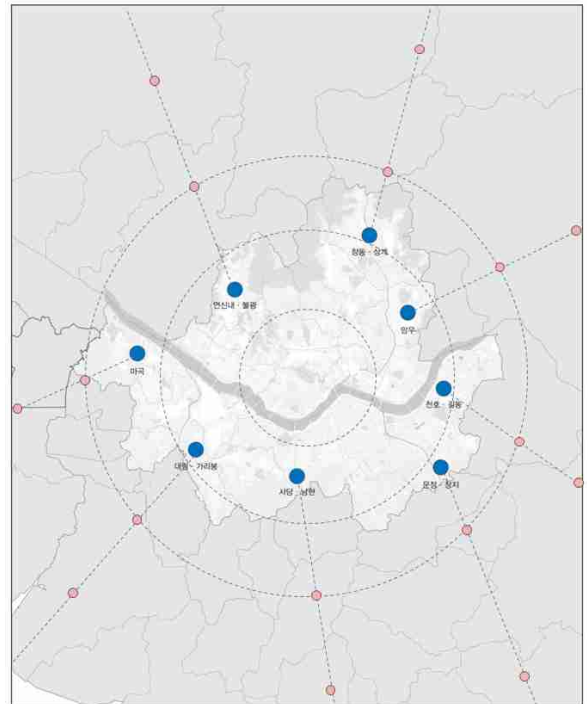 창동 · 상계
연신내 · 불광
망우
마곡
천호 · 길동
대림 · 가리봉
사당 · 남현
문정 · 장지